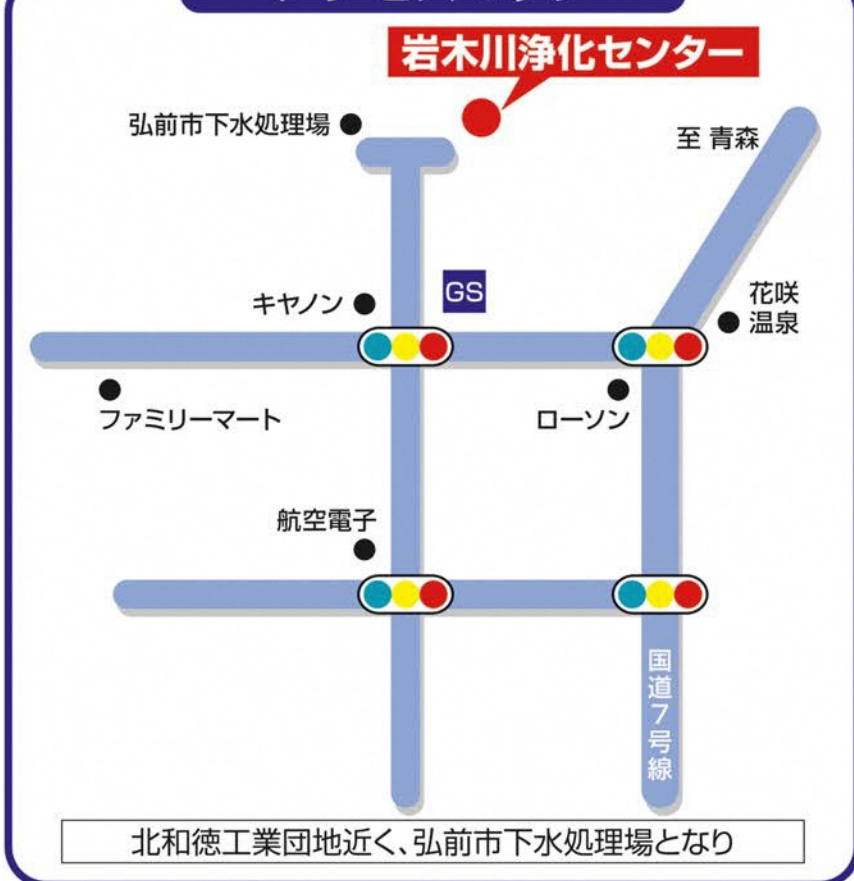 岩木川浄化センター
弘前市下水処理場
至 青森
キヤノン
GS
花咲
温泉
ファミリーマート
ローソン
航空電子
国道7号線
北和徳工業団地近く、弘前市下水処理場となり